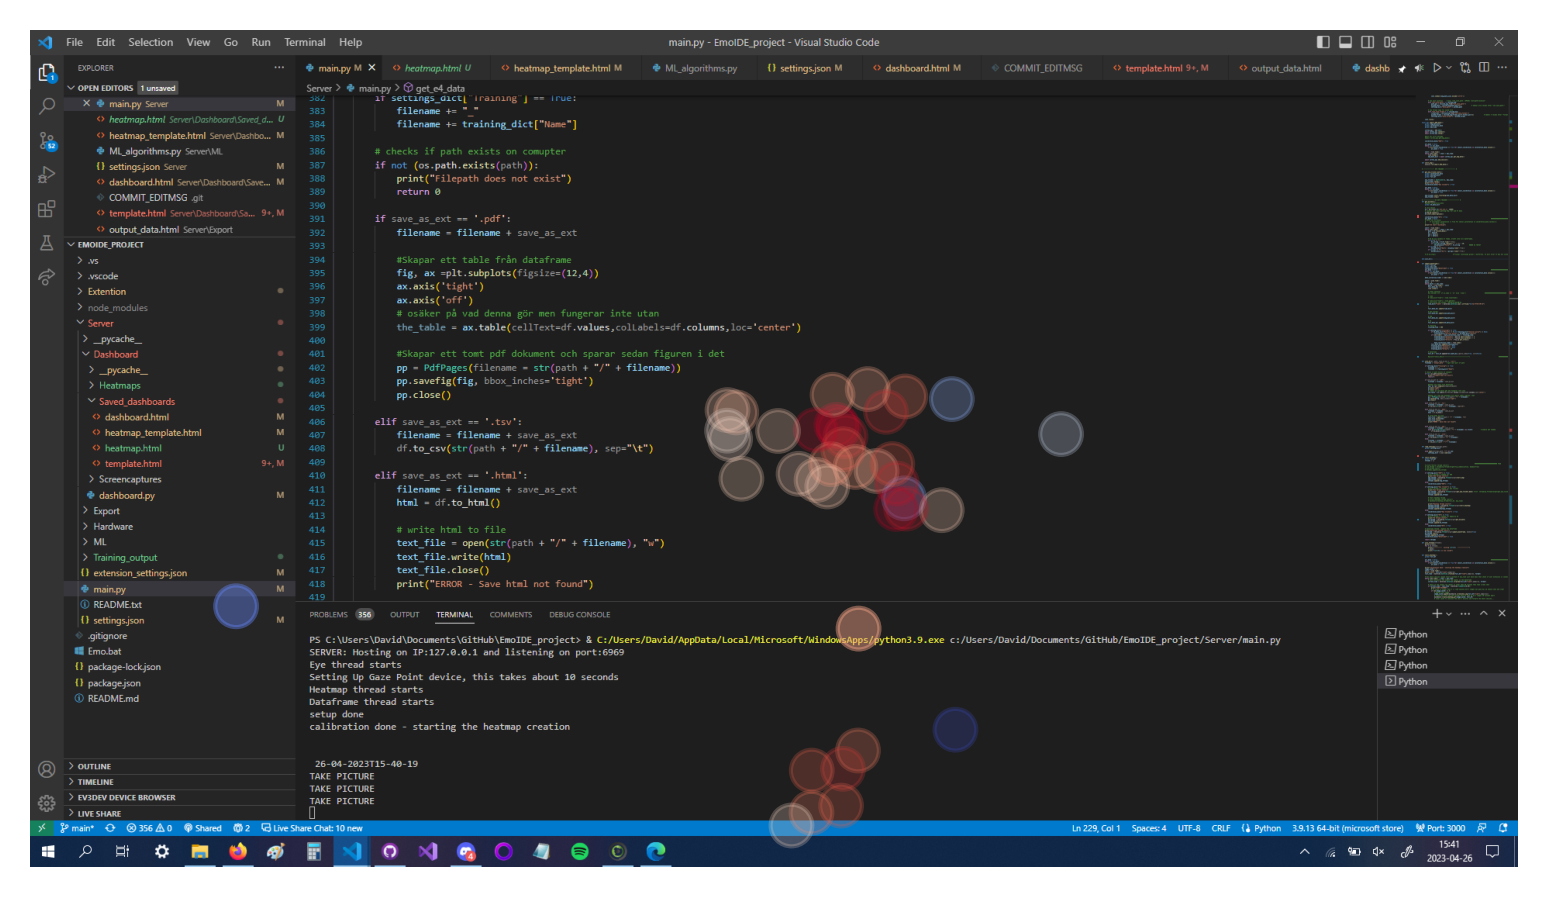 File Edit Selection View Go Run Terminal Help
main.py - EmoIDE_project - Visual Studio Code
EXPLORER
main.py M
heatmap.html U
heatmap_template.html M
ML_algorithms.py
{} settings.json M
dashboard.html M
COMMIT_EDITMSG
template.html 9+, M
output_data.html
dashb
OPEN EDITORS 1 unsaved
main.py Server M
heatmap.html Server\Dashboard\Saved_d... U
heatmap_template.html Server\Dashbo... M
ML_algorithms.py Server\ML
{} settings.json Server M
dashboard.html Server\Dashboard\Save... M
COMMIT_EDITMSG .git
template.html Server\Dashboard\Sa... 9+, M
output_data.html Server\Export
EMOIDE_PROJECT
.vs
.vscode
Extention
node_modules
Server
__pycache__
Dashboard
__pycache__
Heatmaps
Saved_dashboards
dashboard.html M
heatmap_template.html M
heatmap.html U
template.html 9+, M
Screencaptures
dashboard.py M
Export
Hardware
ML
Training_output
{} extension_settings.json M
main.py M
README.txt
{} settings.json M
.gitignore
Emo.bat
{} package-lock.json
{} package.json
README.md
OUTLINE
TIMELINE
EV3DEV DEVICE BROWSER
LIVE SHARE
52
Server > main.py > get_e4_data
382 if settings_dict["Training"] == True:
383 filename += "_"
384 filename += training_dict["Name"]
385
386 # checks if path exists on comupter
387 if not (os.path.exists(path)):
388 print("Filepath does not exist")
389 return 0
390
391 if save_as_ext == '.pdf':
392 filename = filename + save_as_ext
393
394 #Skapar ett table från dataframe
395 fig, ax =plt.subplots(figsize=(12,4))
396 ax.axis('tight')
397 ax.axis('off')
398 # osäker på vad denna gör men fungerar inte utan
399 the_table = ax.table(cellText=df.values,colLabels=df.columns,loc='center')
400
401 #Skapar ett tomt pdf dokument och sparar sedan figuren i det
402 pp = PdfPages(filename = str(path + "/" + filename))
403 pp.savefig(fig, bbox_inches='tight')
404 pp.close()
405
406 elif save_as_ext == '.tsv':
407 filename = filename + save_as_ext
408 df.to_csv(str(path + "/" + filename), sep="\t")
409
410 elif save_as_ext == '.html':
411 filename = filename + save_as_ext
412 html = df.to_html()
413
414 # write html to file
415 text_file = open(str(path + "/" + filename), "w")
416 text_file.write(html)
417 text_file.close()
418 print("ERROR - Save html not found")
419
PROBLEMS 356 OUTPUT TERMINAL COMMENTS DEBUG CONSOLE
PS C:\Users\David\Documents\GitHub\EmoIDE_project> & C:/Users/David/AppData/Local/Microsoft/WindowsApps/python3.9.exe c:/Users/David/Documents/GitHub/EmoIDE_project/Server/main.py
SERVER: Hosting on IP:127.0.0.1 and listening on port:6969
Eye thread starts
Setting Up Gaze Point device, this takes about 10 seconds
Heatmap thread starts
Dataframe thread starts
setup done
calibration done - starting the heatmap creation
26-04-2023T15-40-19
TAKE PICTURE
TAKE PICTURE
TAKE PICTURE
Python
Python
Python
Python
main* 356 0 Shared 2 Live Share Chat: 10 new
Ln 229, Col 1 Spaces: 4 UTF-8 CRLF Python 3.9.13 64-bit (microsoft store) Port: 3000
15:41
2023-04-26